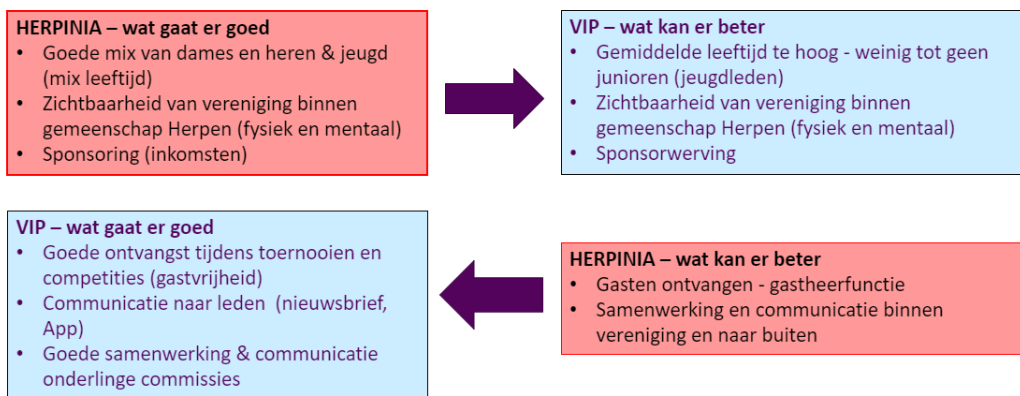 HERPINIA – wat gaat er goed
• Goede mix van dames en heren & jeugd
(mix leeftijd)
• Zichtbaarheid van vereniging binnen
gemeenschap Herpen (fysiek en mentaal)
• Sponsoring (inkomsten)
VIP – wat kan er beter
• Gemiddelde leeftijd te hoog - weinig tot geen
junioren (jeugdleden)
• Zichtbaarheid van vereniging binnen
gemeenschap Herpen (fysiek en mentaal)
• Sponsorwerving
VIP – wat gaat er goed
• Goede ontvangst tijdens toernooien en
competities (gastvrijheid)
• Communicatie naar leden (nieuwsbrief,
App)
• Goede samenwerking & communicatie
onderlinge commissies
HERPINIA – wat kan er beter
• Gasten ontvangen - gastheerfunctie
• Samenwerking en communicatie binnen
vereniging en naar buiten